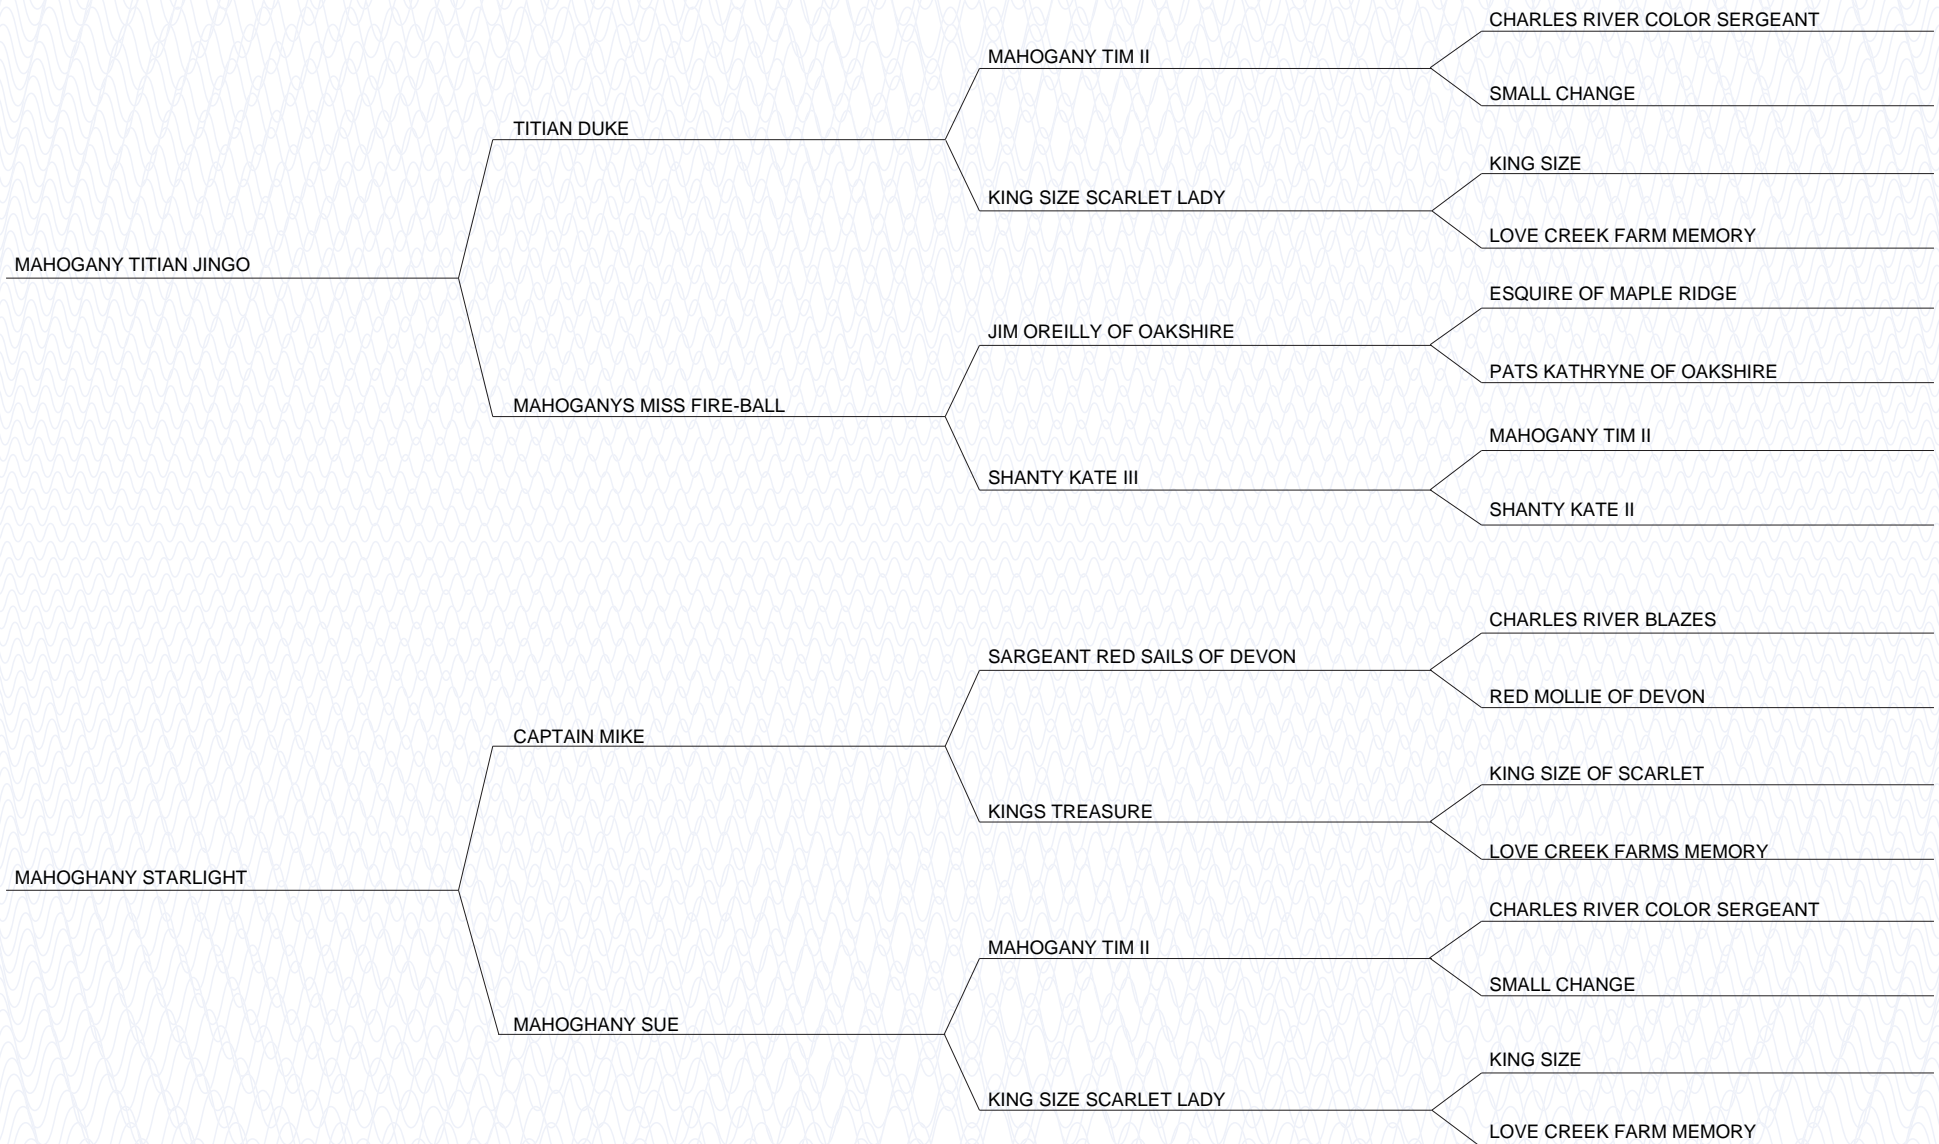 CHARLES RIVER COLOR SERGEANT
MAHOGANY TIM II
SMALL CHANGE
TITIAN DUKE
KING SIZE
KING SIZE SCARLET LADY
LOVE CREEK FARM MEMORY
MAHOGANY TITIAN JINGO
ESQUIRE OF MAPLE RIDGE
JIM OREILLY OF OAKSHIRE
PATS KATHRYNE OF OAKSHIRE
MAHOGANYS MISS FIRE-BALL
MAHOGANY TIM II
SHANTY KATE III
SHANTY KATE II
CHARLES RIVER BLAZES
SARGEANT RED SAILS OF DEVON
RED MOLLIE OF DEVON
CAPTAIN MIKE
KING SIZE OF SCARLET
KINGS TREASURE
LOVE CREEK FARMS MEMORY
MAHOGHANY STARLIGHT
CHARLES RIVER COLOR SERGEANT
MAHOGANY TIM II
SMALL CHANGE
MAHOGHANY SUE
KING SIZE
KING SIZE SCARLET LADY
LOVE CREEK FARM MEMORY